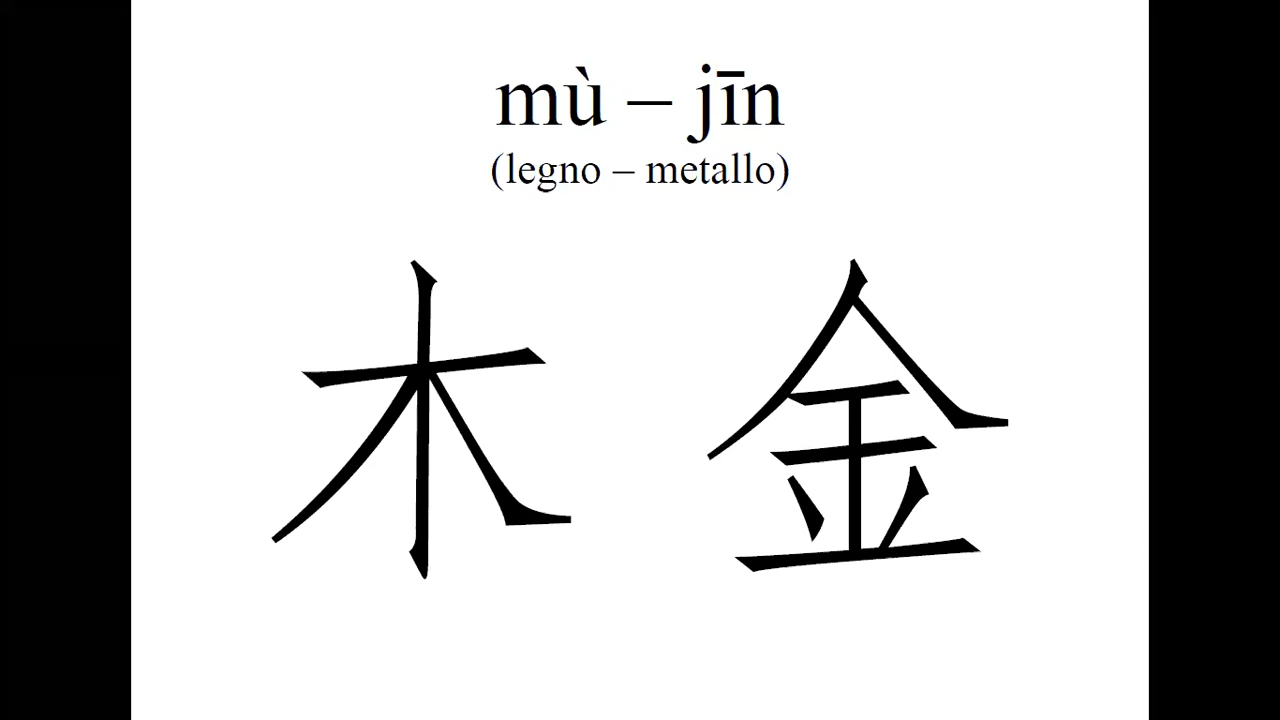 mù – jīn
(legno – metallo)
木 金